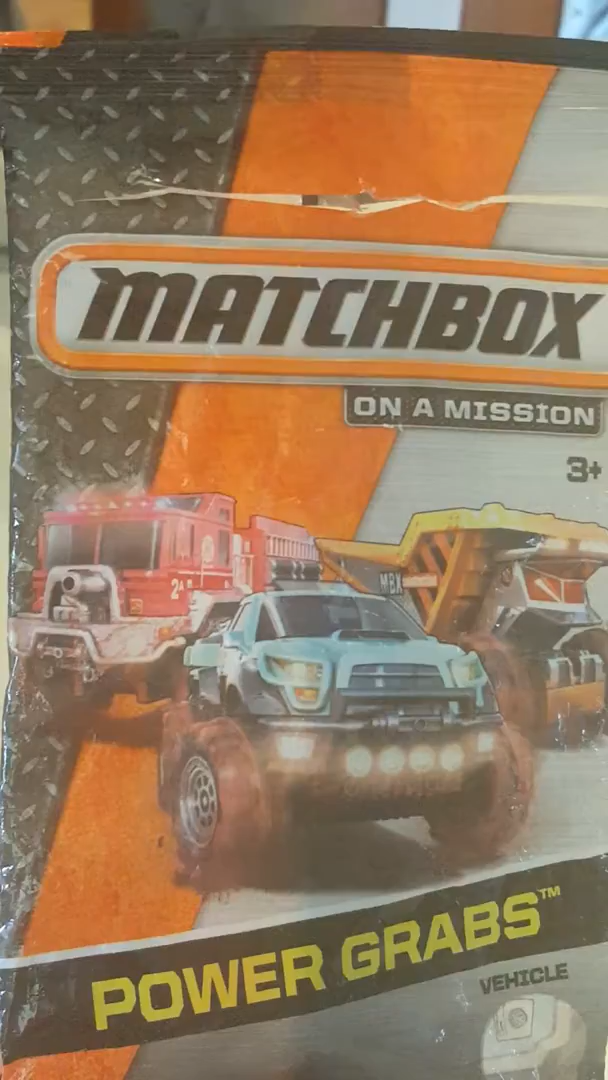 MATCHBOX
ON A MISSION
3+
MBX
POWER GRABS™
VEHICLE